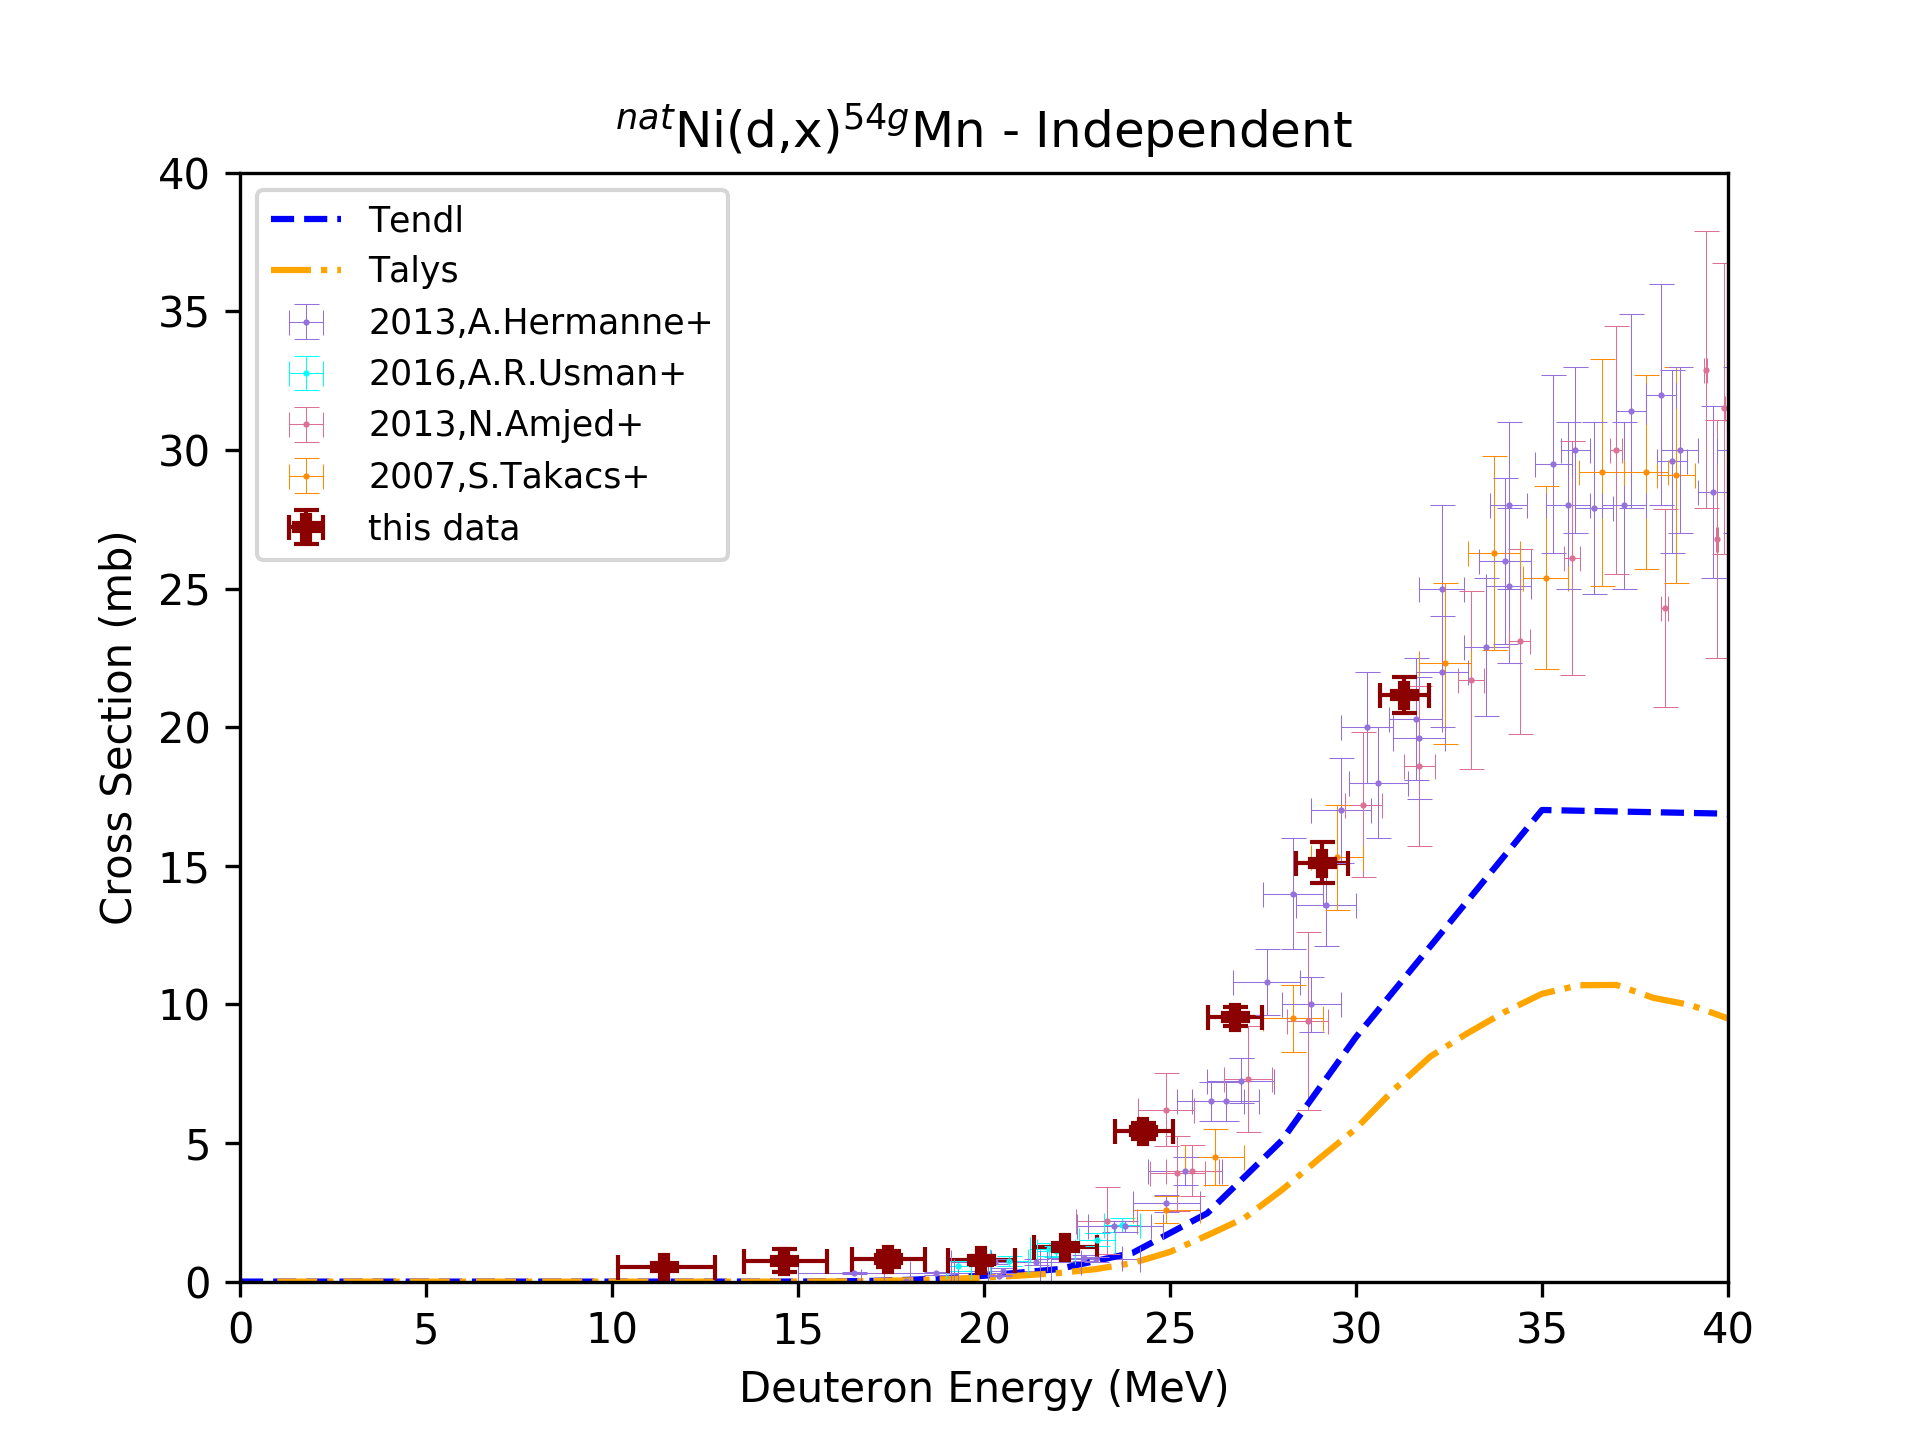 natNi(d,x)54gMn - Independent
40
35
30
25
20
15
10
5
0
Cross Section (mb)
Tendl
Talys
2013,A.Hermanne+
2016,A.R.Usman+
2013,N.Amjed+
2007,S.Takacs+
this data
0 5 10 15 20 25 30 35 40
Deuteron Energy (MeV)